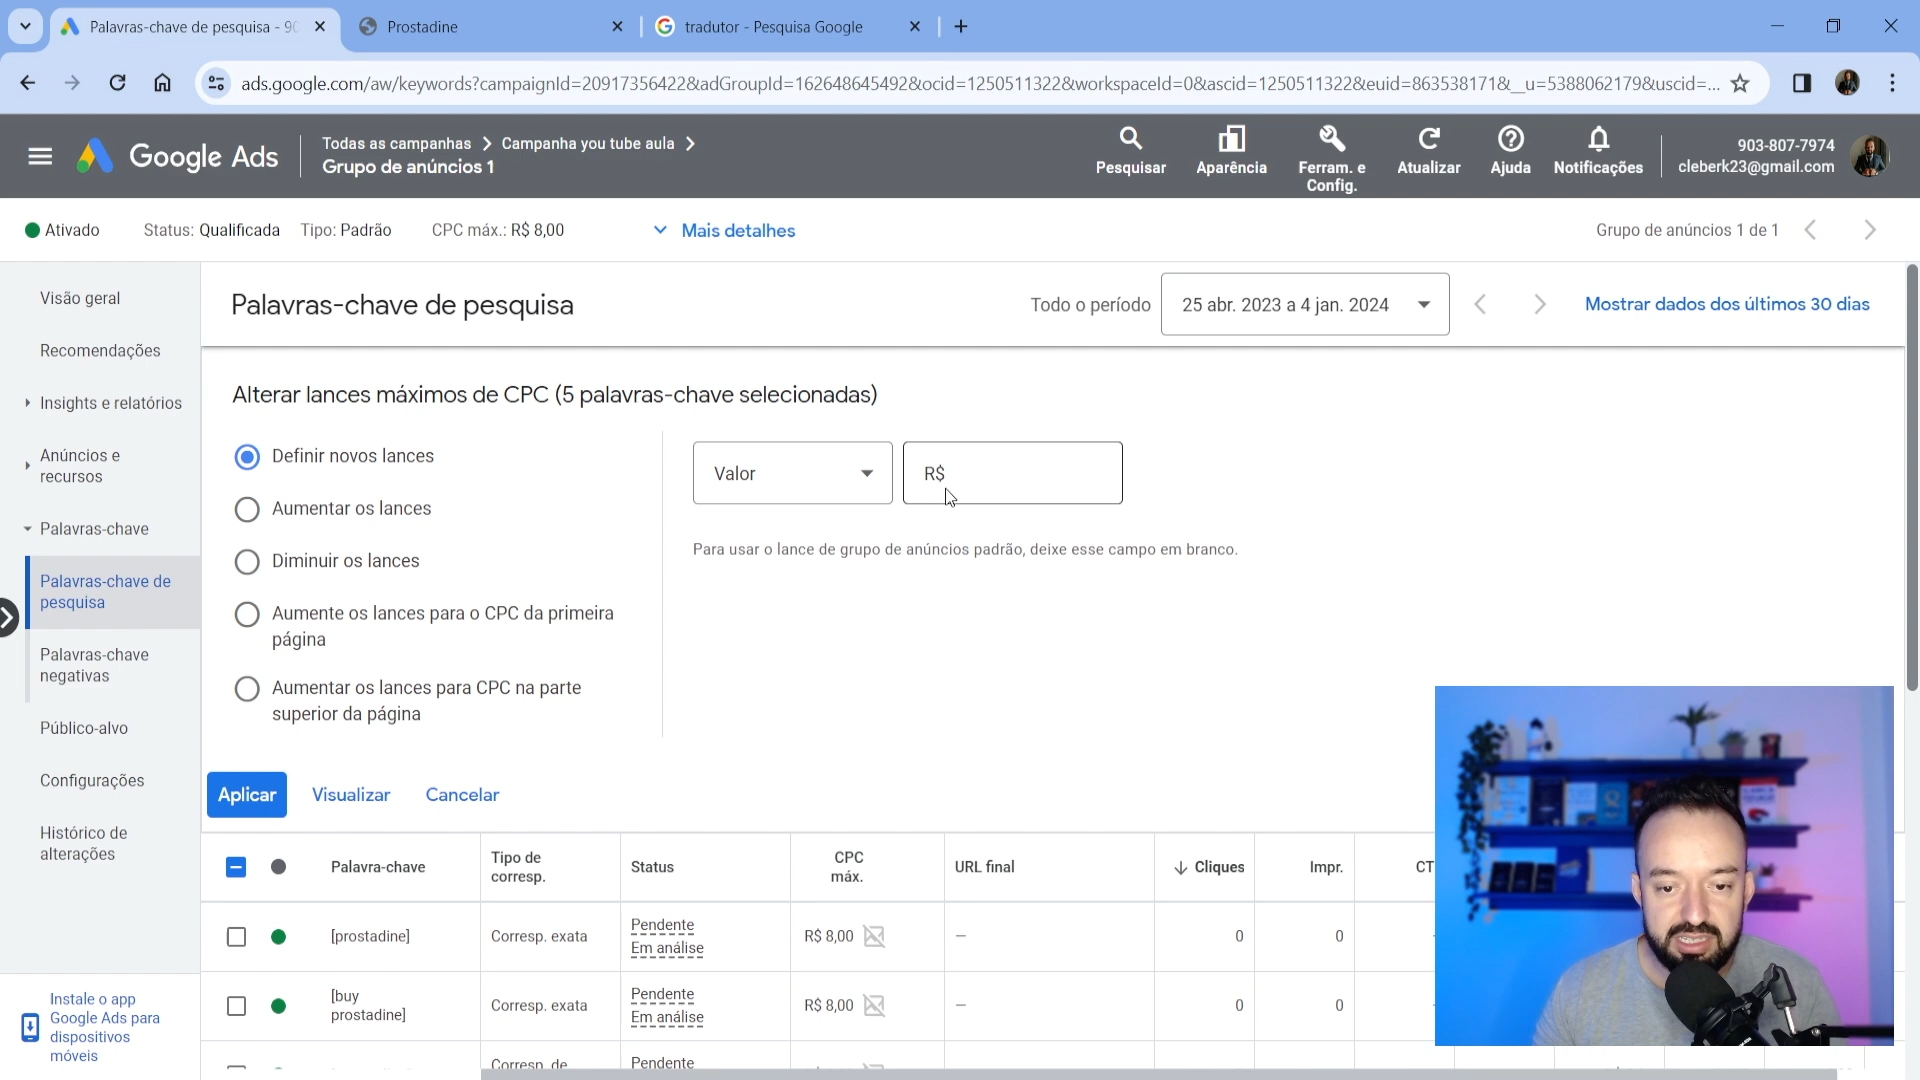 Palavras-chave de pesquisa - 90
Prostadine
tradutor - Pesquisa Google
ads.google.com/aw/keywords?campaignId=20917356422&adGroupId=162648645492&ocid=1250511322&workspaceId=0&ascid=1250511322&euid=863538171&__u=5388062179&uscid=...
Google Ads
Todas as campanhas
Campanha you tube aula
Grupo de anúncios 1
Pesquisar
Aparência
Ferram. e
Config.
Atualizar
Ajuda
Notificações
903-807-7974
cleberk23@gmail.com
Ativado
Status: Qualificada
Tipo: Padrão
CPC máx.: R$ 8,00
Mais detalhes
Grupo de anúncios 1 de 1
Visão geral
Recomendações
Insights e relatórios
Anúncios e
recursos
Palavras-chave
Palavras-chave de
pesquisa
Palavras-chave
negativas
Público-alvo
Configurações
Histórico de
alterações
Instale o app
Google Ads para
dispositivos
móveis
Palavras-chave de pesquisa
Todo o período
25 abr. 2023 a 4 jan. 2024
Mostrar dados dos últimos 30 dias
Alterar lances máximos de CPC (5 palavras-chave selecionadas)
Definir novos lances
Aumentar os lances
Diminuir os lances
Aumente os lances para o CPC da primeira
página
Aumentar os lances para CPC na parte
superior da página
Valor
R$
Para usar o lance de grupo de anúncios padrão, deixe esse campo em branco.
Aplicar
Visualizar
Cancelar
Palavra-chave
Tipo de
corresp.
Status
CPC
máx.
URL final
Cliques
Impr.
CT
[prostadine]
Corresp. exata
Pendente
Em análise
R$ 8,00
–
0
0
[buy
prostadine]
Corresp. exata
Pendente
Em análise
R$ 8,00
–
0
0
Corresp. de
Pendente